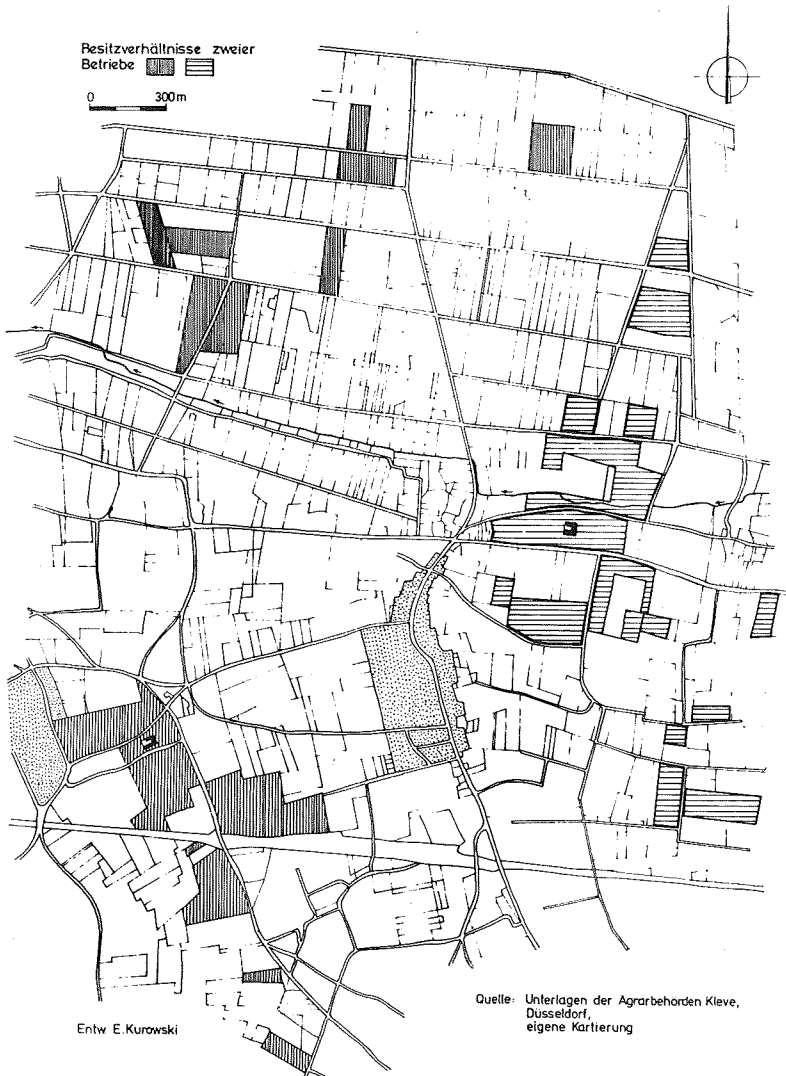 Besitzverhältnisse zweier
Betriebe
0 300m
Quelle: Unterlagen der Agrarbehörden Kleve,
Düsseldorf,
eigene Kartierung
Entw. E. Kurowski